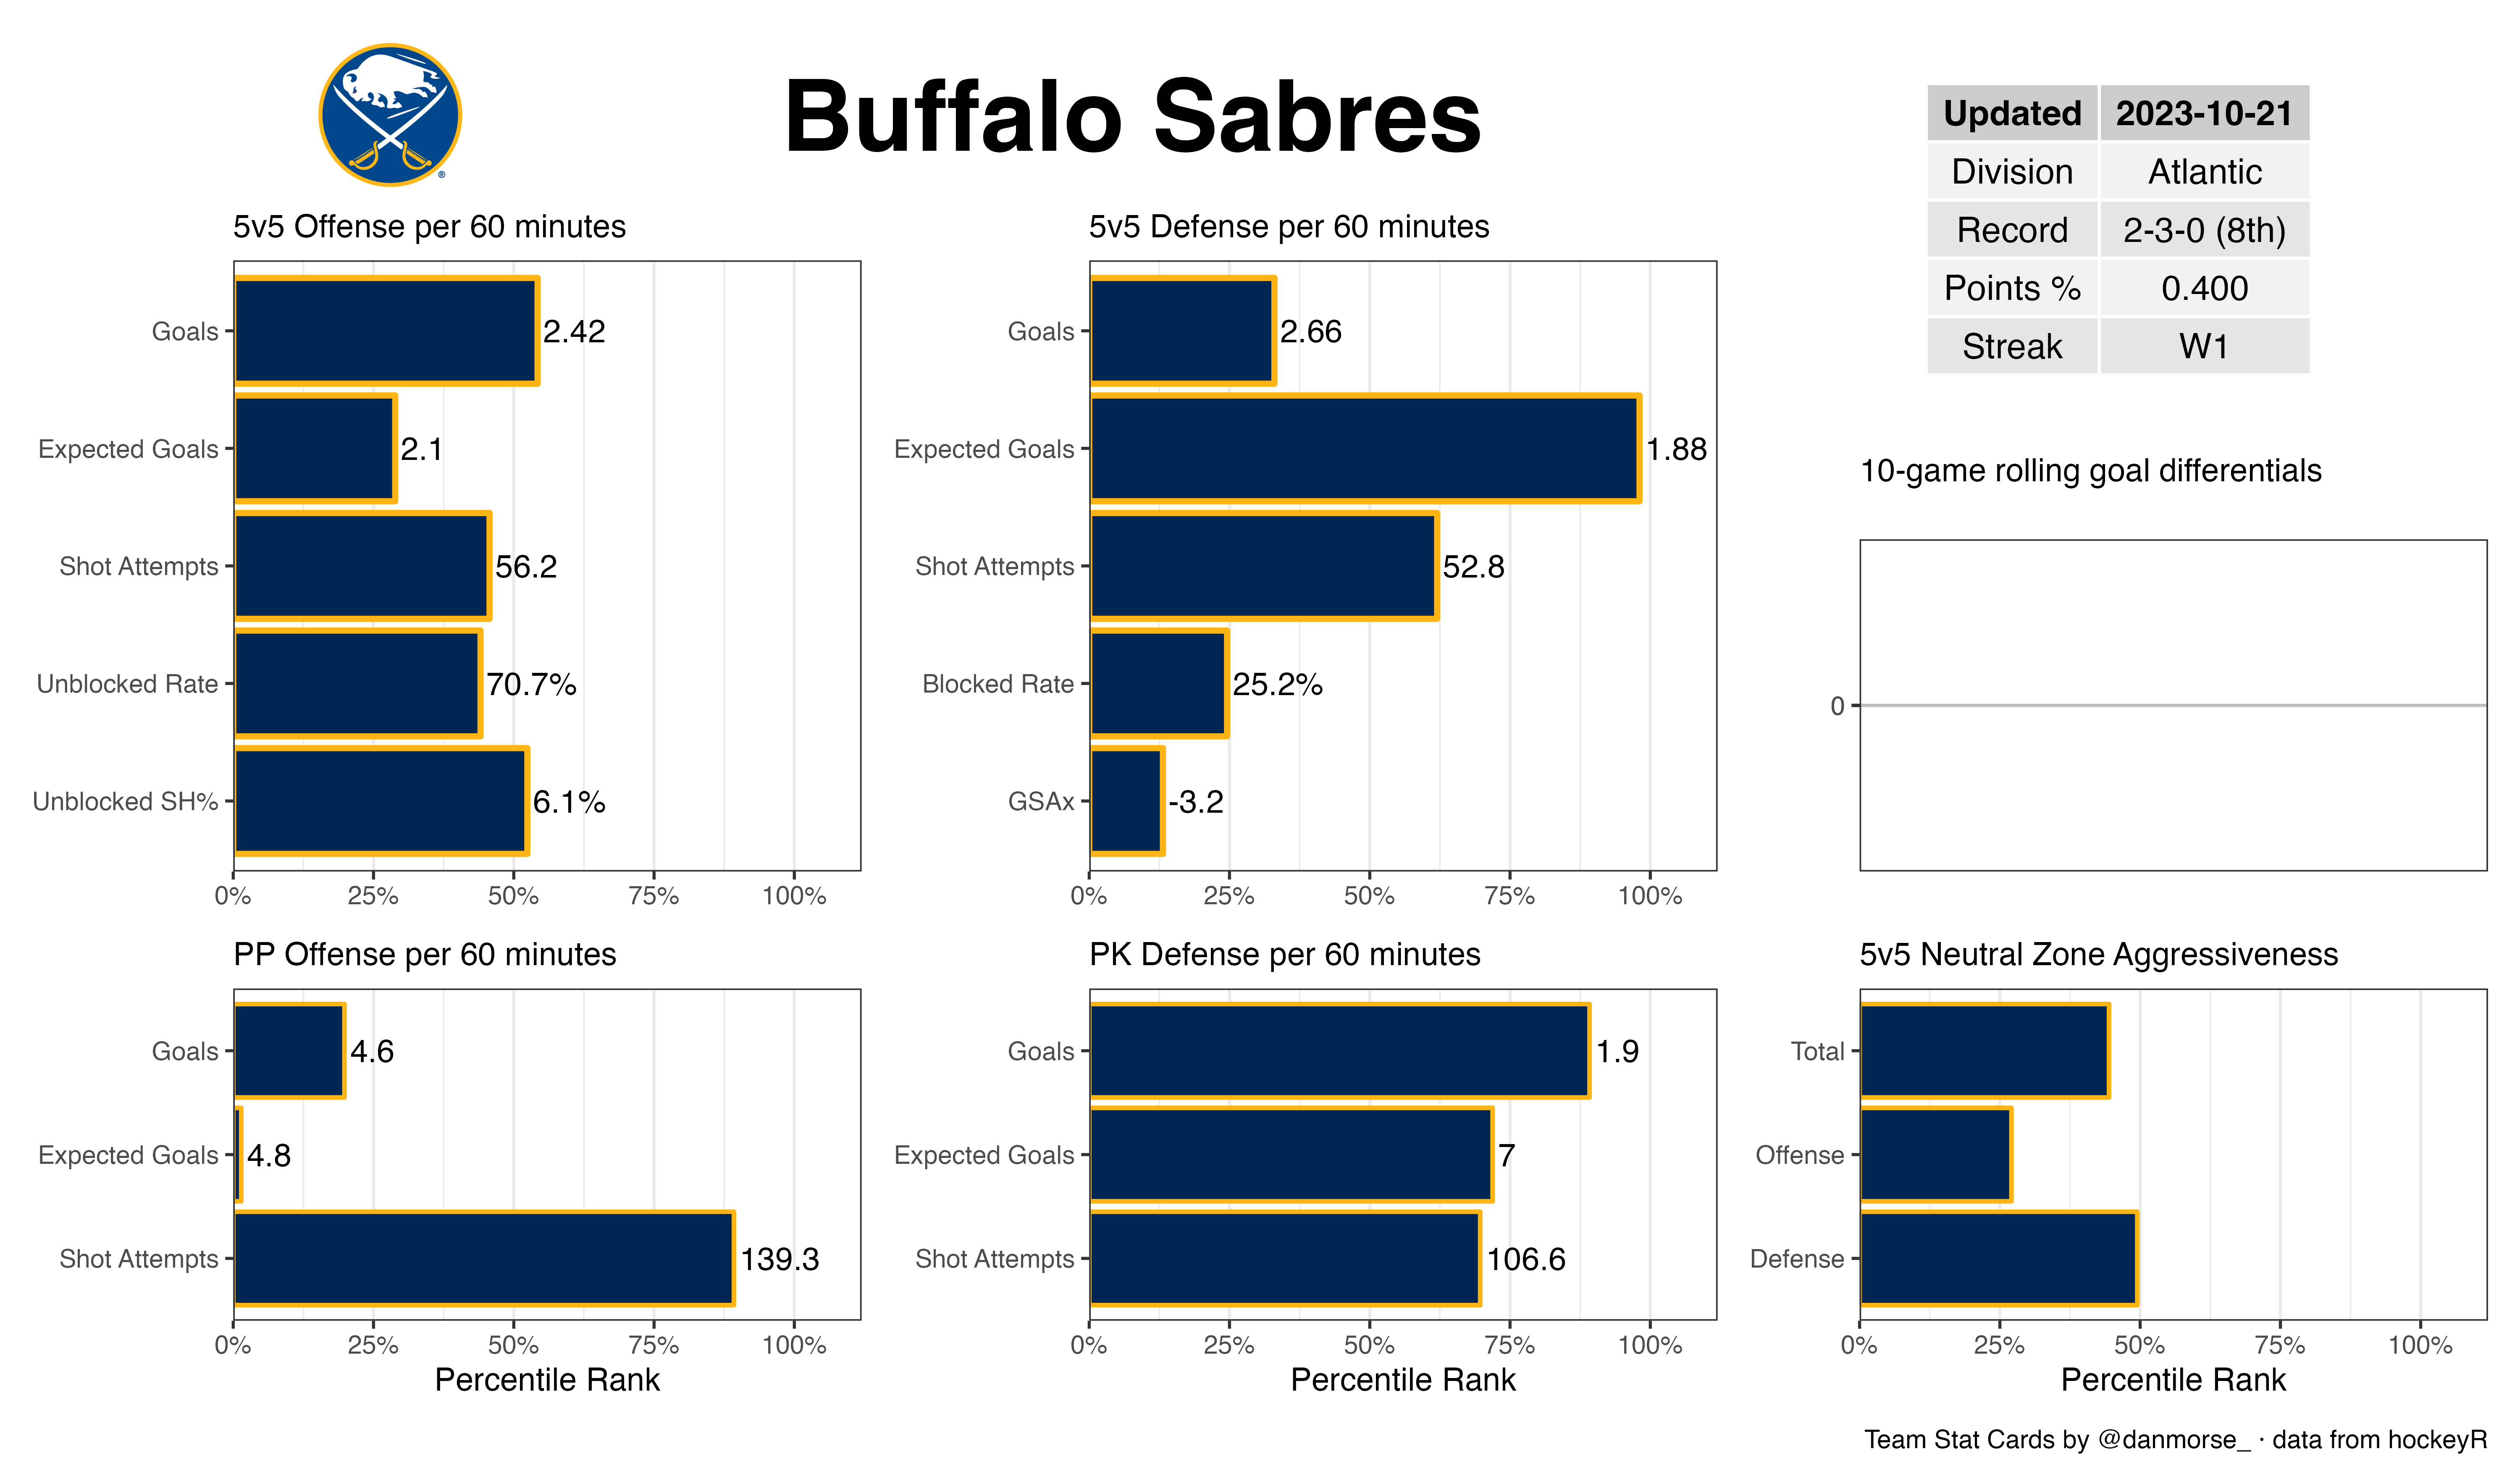 Buffalo Sabres
Updated 2023-10-21
Division Atlantic
Record 2-3-0 (8th)
Points % 0.400
Streak W1
5v5 Offense per 60 minutes
Goals 2.42
Expected Goals 2.1
Shot Attempts 56.2
Unblocked Rate 70.7%
Unblocked SH% 6.1%
0% 25% 50% 75% 100%
5v5 Defense per 60 minutes
Goals 2.66
Expected Goals 1.88
Shot Attempts 52.8
Blocked Rate 25.2%
GSAx -3.2
0% 25% 50% 75% 100%
10-game rolling goal differentials
0
PP Offense per 60 minutes
Goals 4.6
Expected Goals 4.8
Shot Attempts 139.3
0% 25% 50% 75% 100%
Percentile Rank
PK Defense per 60 minutes
Goals 1.9
Expected Goals 7
Shot Attempts 106.6
0% 25% 50% 75% 100%
Percentile Rank
5v5 Neutral Zone Aggressiveness
Total
Offense
Defense
0% 25% 50% 75% 100%
Percentile Rank
Team Stat Cards by @danmorse_ · data from hockeyR